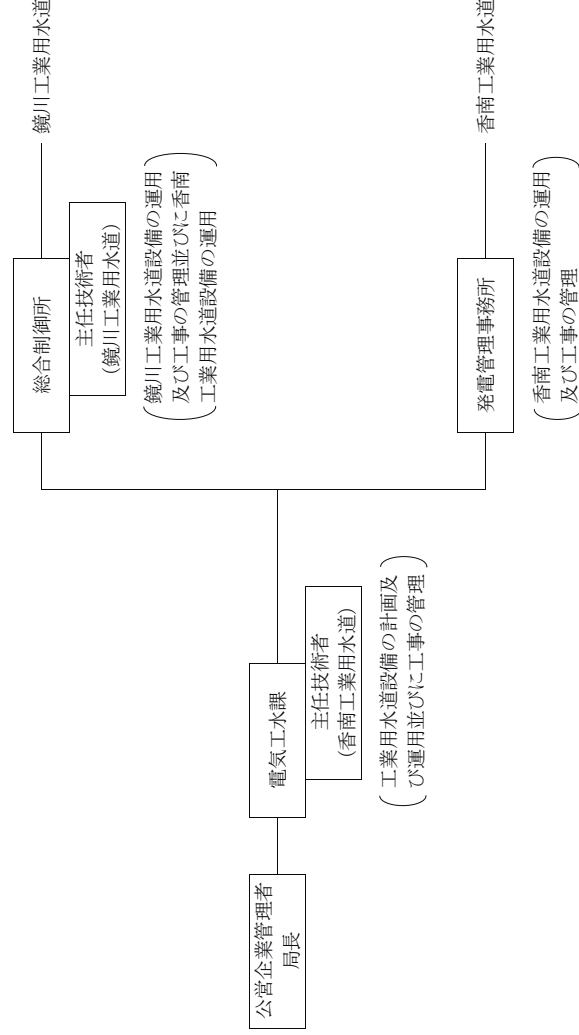 公営企業管理者
局長
電気工水課
主任技術者
(香南工業用水道)
工業用水道設備の計画及
び運用並びに工事の管理
総合制御所
主任技術者
(鏡川工業用水道)
鏡川工業用水道設備の運用
及び工事の管理並びに香南
工業用水道設備の運用
鏡川工業用水道
発電管理事務所
香南工業用水道設備の運用
及び工事の管理
香南工業用水道